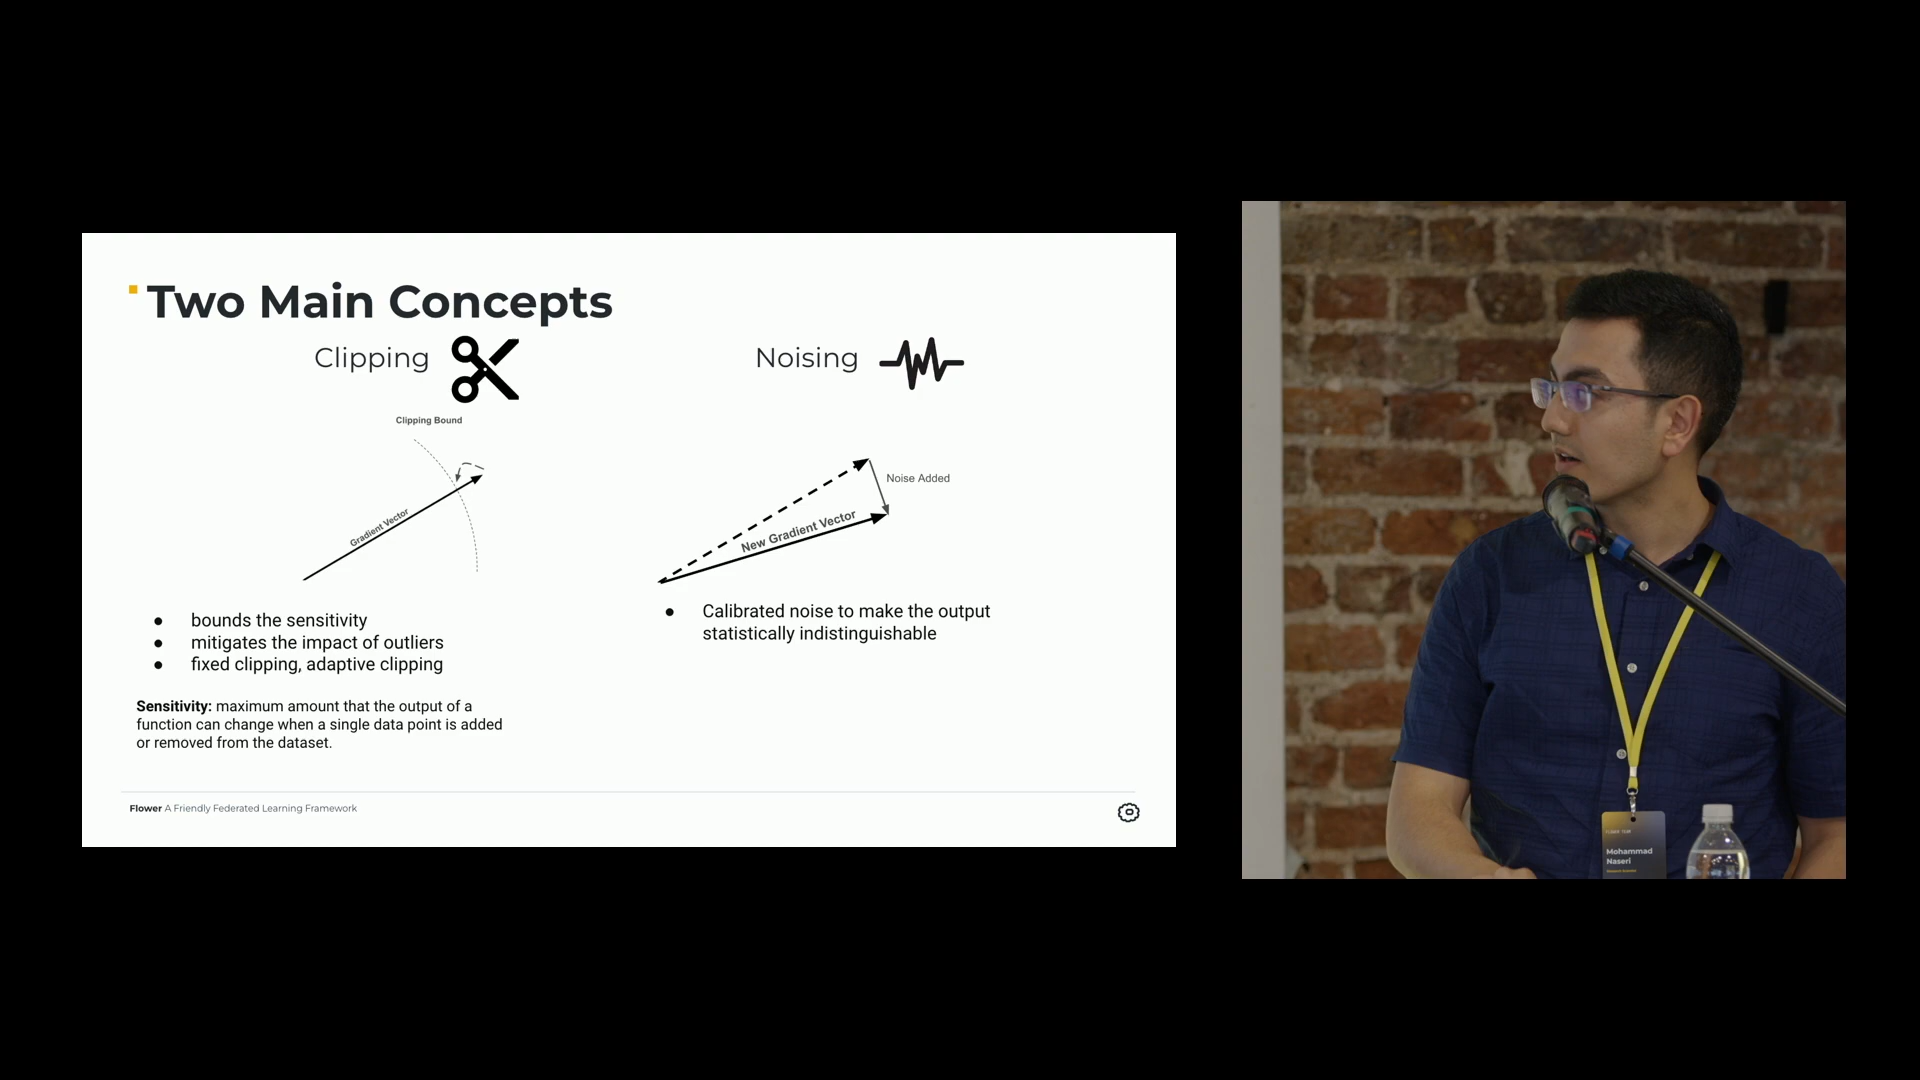 Two Main Concepts
Clipping
Noising
Clipping Bound
Gradient Vector
Noise Added
New Gradient Vector
● bounds the sensitivity
● mitigates the impact of outliers
● fixed clipping, adaptive clipping
Sensitivity: maximum amount that the output of a
function can change when a single data point is added
or removed from the dataset.
● Calibrated noise to make the output
statistically indistinguishable
Flower A Friendly Federated Learning Framework
Mohammad
Naseri